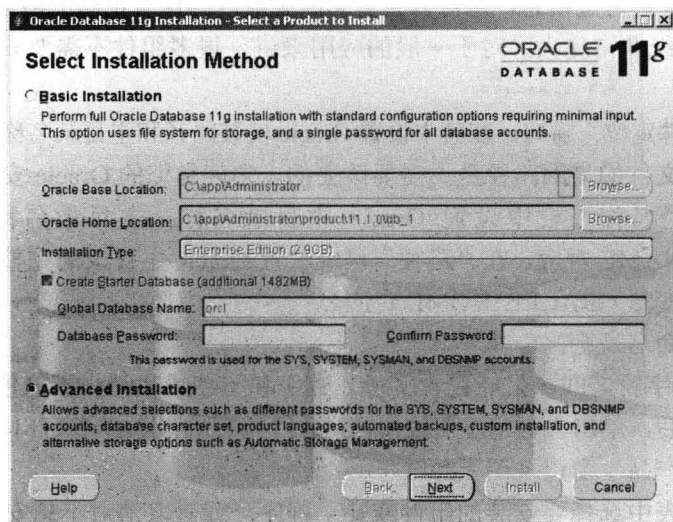 Oracle Database 11g Installation - Select a Product to Install
Select Installation Method
ORACLE 11g
DATABASE
Basic Installation
Perform full Oracle Database 11g installation with standard configuration options requiring minimal input.
This option uses file system for storage, and a single password for all database accounts.
Oracle Base Location: C:\app\Administrator Browse...
Oracle Home Location: C:\app\Administrator\product\11.1.0\db_1 Browse...
Installation Type: Enterprise Edition (2.9GB)
Create Starter Database (additional 1482MB)
Global Database Name: orcl
Database Password: Confirm Password:
This password is used for the SYS, SYSTEM, SYSMAN, and DBSNMP accounts.
Advanced Installation
Allows advanced selections such as different passwords for the SYS, SYSTEM, SYSMAN, and DBSNMP
accounts, database character set, product languages, automated backups, custom installation, and
alternative storage options such as Automatic Storage Management.
Help Back Next Install Cancel